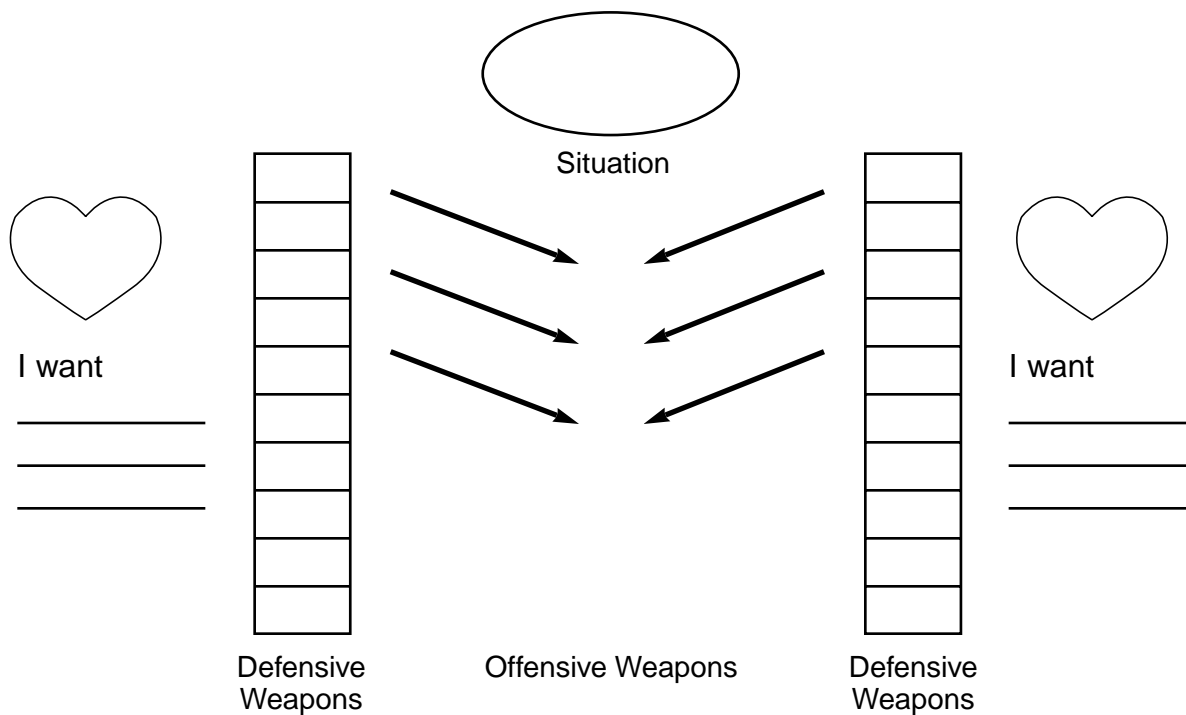 Situation
I want
I want
Defensive
Weapons
Offensive Weapons
Defensive
Weapons